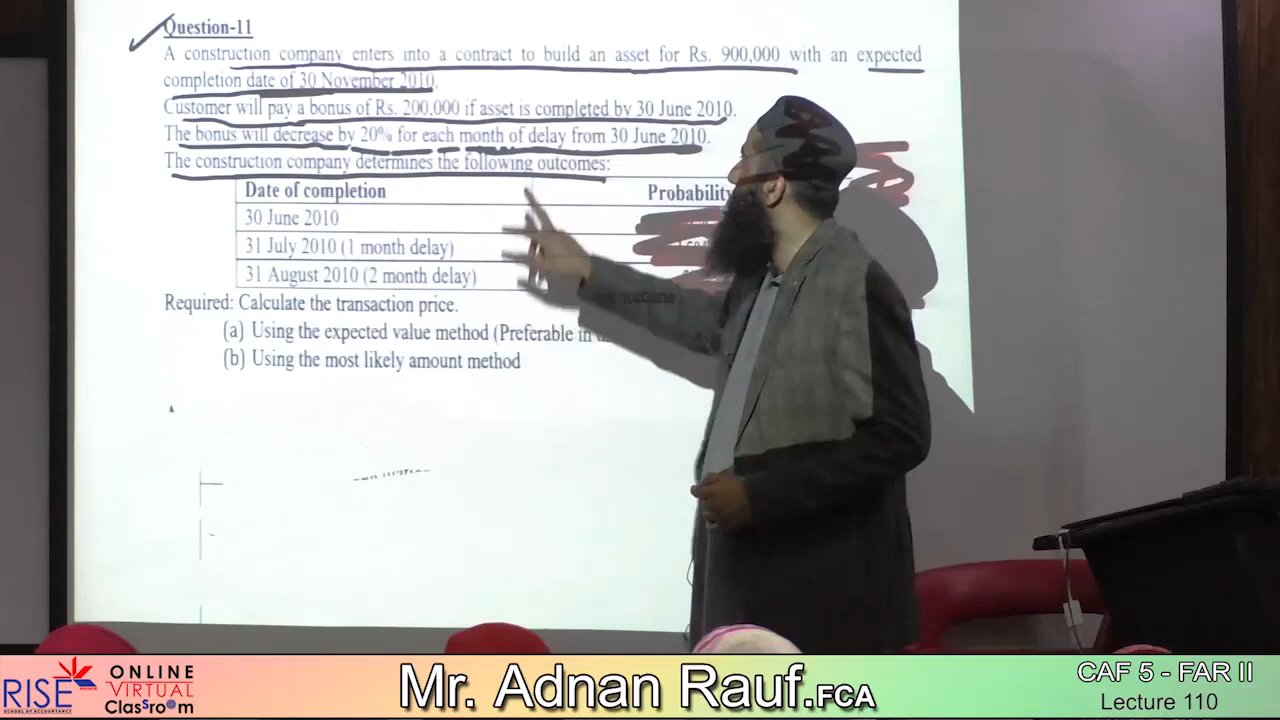 Question-11
A construction company enters into a contract to build an asset for Rs. 900,000 with an expected
completion date of 30 November 2010.
Customer will pay a bonus of Rs. 200,000 if asset is completed by 30 June 2010.
The bonus will decrease by 20% for each month of delay from 30 June 2010.
The construction company determines the following outcomes:
Date of completion Probability
30 June 2010
31 July 2010 (1 month delay)
31 August 2010 (2 month delay)
Required: Calculate the transaction price.
(a) Using the expected value method (Preferable in
(b) Using the most likely amount method
RISE
SCHOOL OF ACCOUNTANCY
ONLINE
VIRTUAL
Classroom
Mr. Adnan Rauf.FCA
CAF 5 - FAR II
Lecture 110